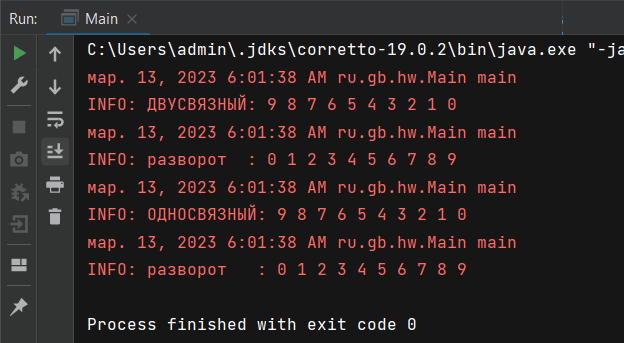 Run: Main
C:\Users\admin\.jdks\corretto-19.0.2\bin\java.exe "-ja
мар. 13, 2023 6:01:38 AM ru.gb.hw.Main main
INFO: ДВУСВЯЗНЫЙ: 9 8 7 6 5 4 3 2 1 0
мар. 13, 2023 6:01:38 AM ru.gb.hw.Main main
INFO: разворот  : 0 1 2 3 4 5 6 7 8 9
мар. 13, 2023 6:01:38 AM ru.gb.hw.Main main
INFO: ОДНОСВЯЗНЫЙ: 9 8 7 6 5 4 3 2 1 0
мар. 13, 2023 6:01:38 AM ru.gb.hw.Main main
INFO: разворот   : 0 1 2 3 4 5 6 7 8 9
Process finished with exit code 0